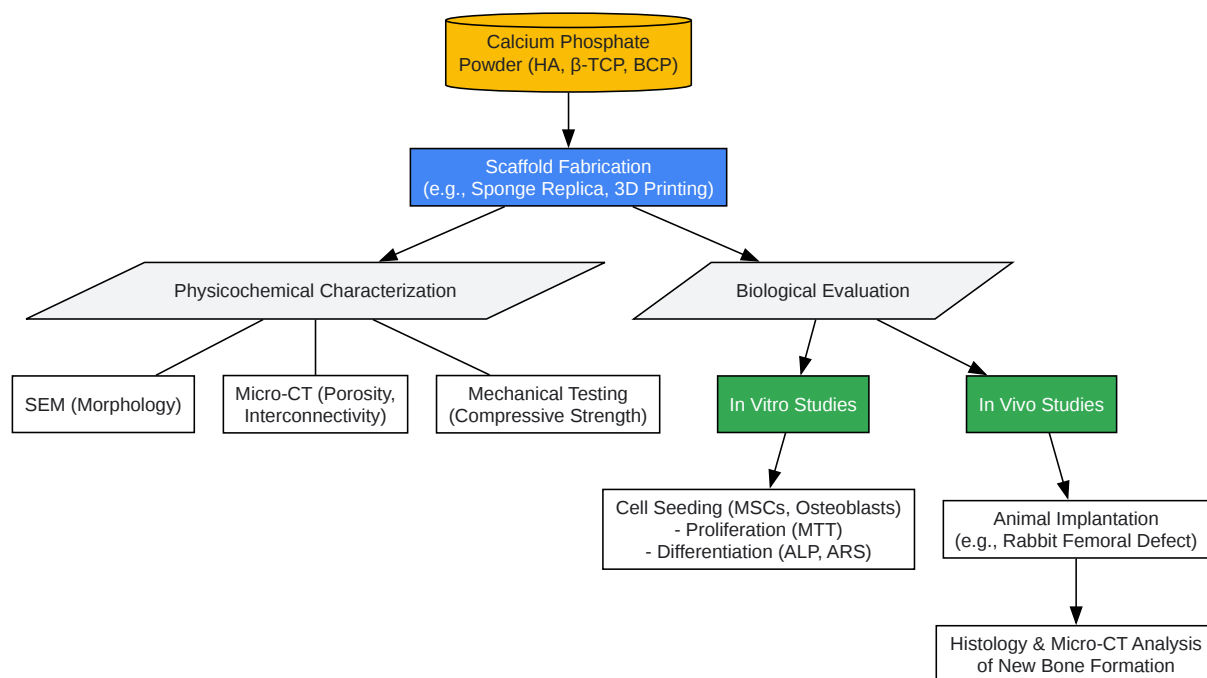 Calcium Phosphate
Powder (HA, β-TCP, BCP)
Scaffold Fabrication
(e.g., Sponge Replica, 3D Printing)
Physicochemical Characterization
Biological Evaluation
SEM (Morphology)
Micro-CT (Porosity,
Interconnectivity)
Mechanical Testing
(Compressive Strength)
In Vitro Studies
In Vivo Studies
Cell Seeding (MSCs, Osteoblasts)
- Proliferation (MTT)
- Differentiation (ALP, ARS)
Animal Implantation
(e.g., Rabbit Femoral Defect)
Histology & Micro-CT Analysis
of New Bone Formation